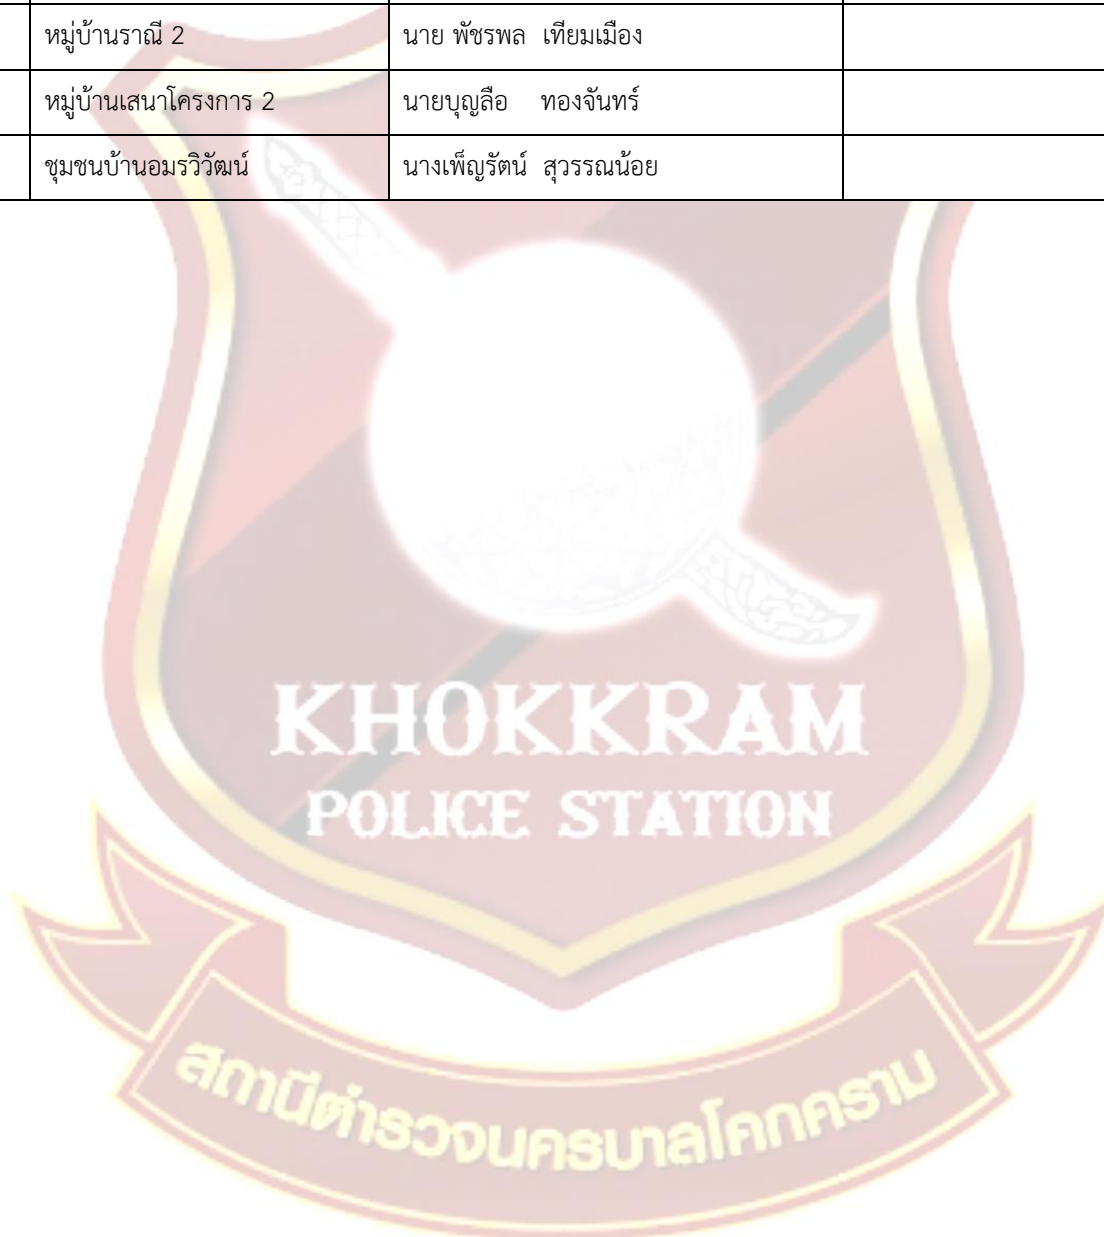 หมู่บ้านราณี 2 นาย พัชรพล เทียมเมือง
หมู่บ้านเสนาโครงการ 2 นายบุญลือ ทองจันทร์
ชุมชนบ้านอมรวิวัฒน์ นางเพ็ญรัตน์ สุวรรณน้อย
KHOKKRAM
POLICE STATION
สถานีตำรวจนครบาลโคกคราม